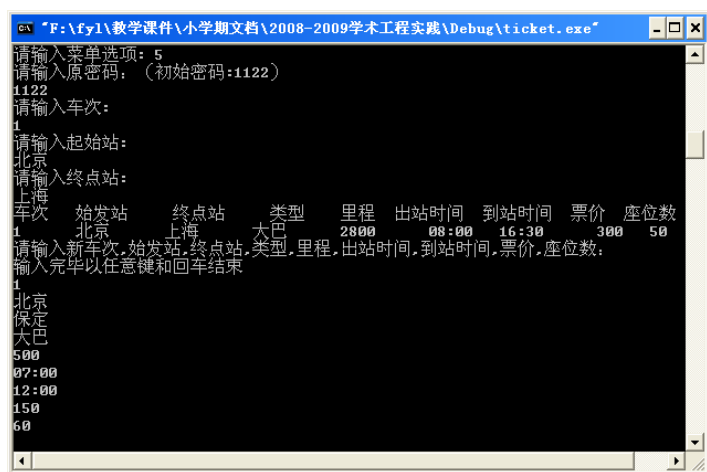 "F:\fyl\教学课件\小学期文档\2008-2009学术工程实践\Debug\ticket.exe"
请输入菜单选项: 5
请输入原密码: (初始密码:1122)
1122
请输入车次:
1
请输入起始站:
北京
请输入终点站:
上海
车次 始发站 终点站 类型 里程 出站时间 到站时间 票价 座位数
1 北京 上海 大巴 2800 08:00 16:30 300 50
请输入新车次,始发站,终点站,类型,里程,出站时间,到站时间,票价,座位数:
输入完毕以任意键和回车结束
1
北京
保定
大巴
500
07:00
12:00
150
60